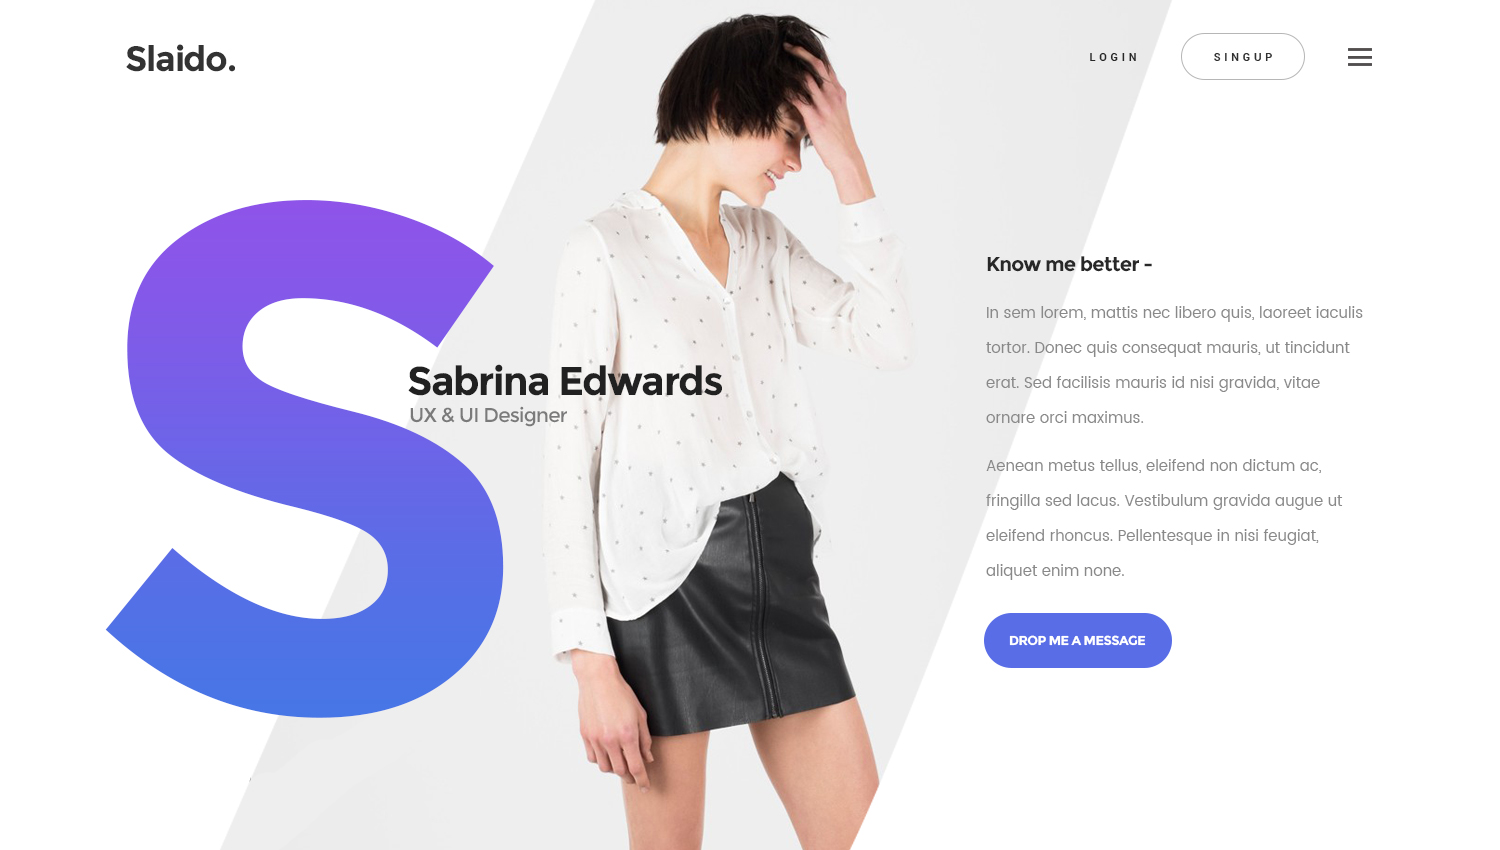 Slaido.
LOGIN
SINGUP
S
Sabrina Edwards
UX & UI Designer
Know me better -
In sem lorem, mattis nec libero quis, laoreet iaculis
tortor. Donec quis consequat mauris, ut tincidunt
erat. Sed facilisis mauris id nisi gravida, vitae
ornare orci maximus.
Aenean metus tellus, eleifend non dictum ac,
fringilla sed lacus. Vestibulum gravida augue ut
eleifend rhoncus. Pellentesque in nisi feugiat,
aliquet enim none.
DROP ME A MESSAGE